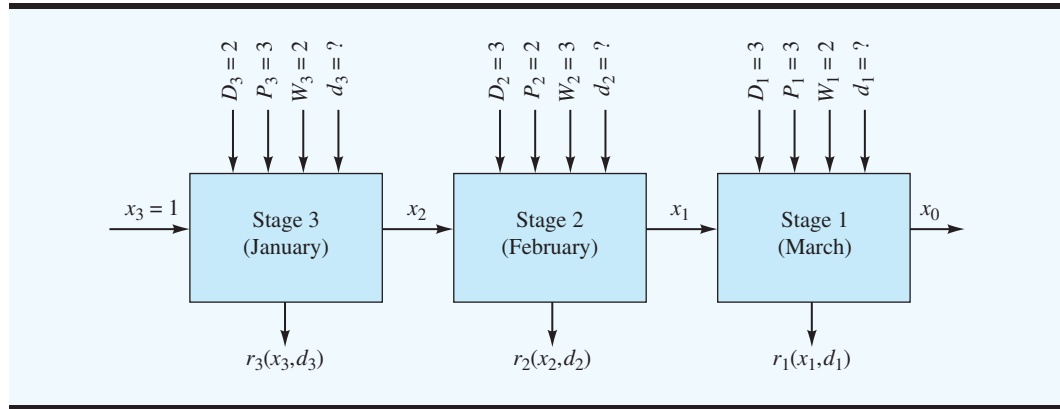 D₃ = 2
P₃ = 3
W₃ = 2
d₃ = ?
D₂ = 3
P₂ = 2
W₂ = 3
d₂ = ?
D₁ = 3
P₁ = 3
W₁ = 2
d₁ = ?
x₃ = 1
Stage 3
(January)
x₂
Stage 2
(February)
x₁
Stage 1
(March)
x₀
r₃(x₃,d₃)
r₂(x₂,d₂)
r₁(x₁,d₁)